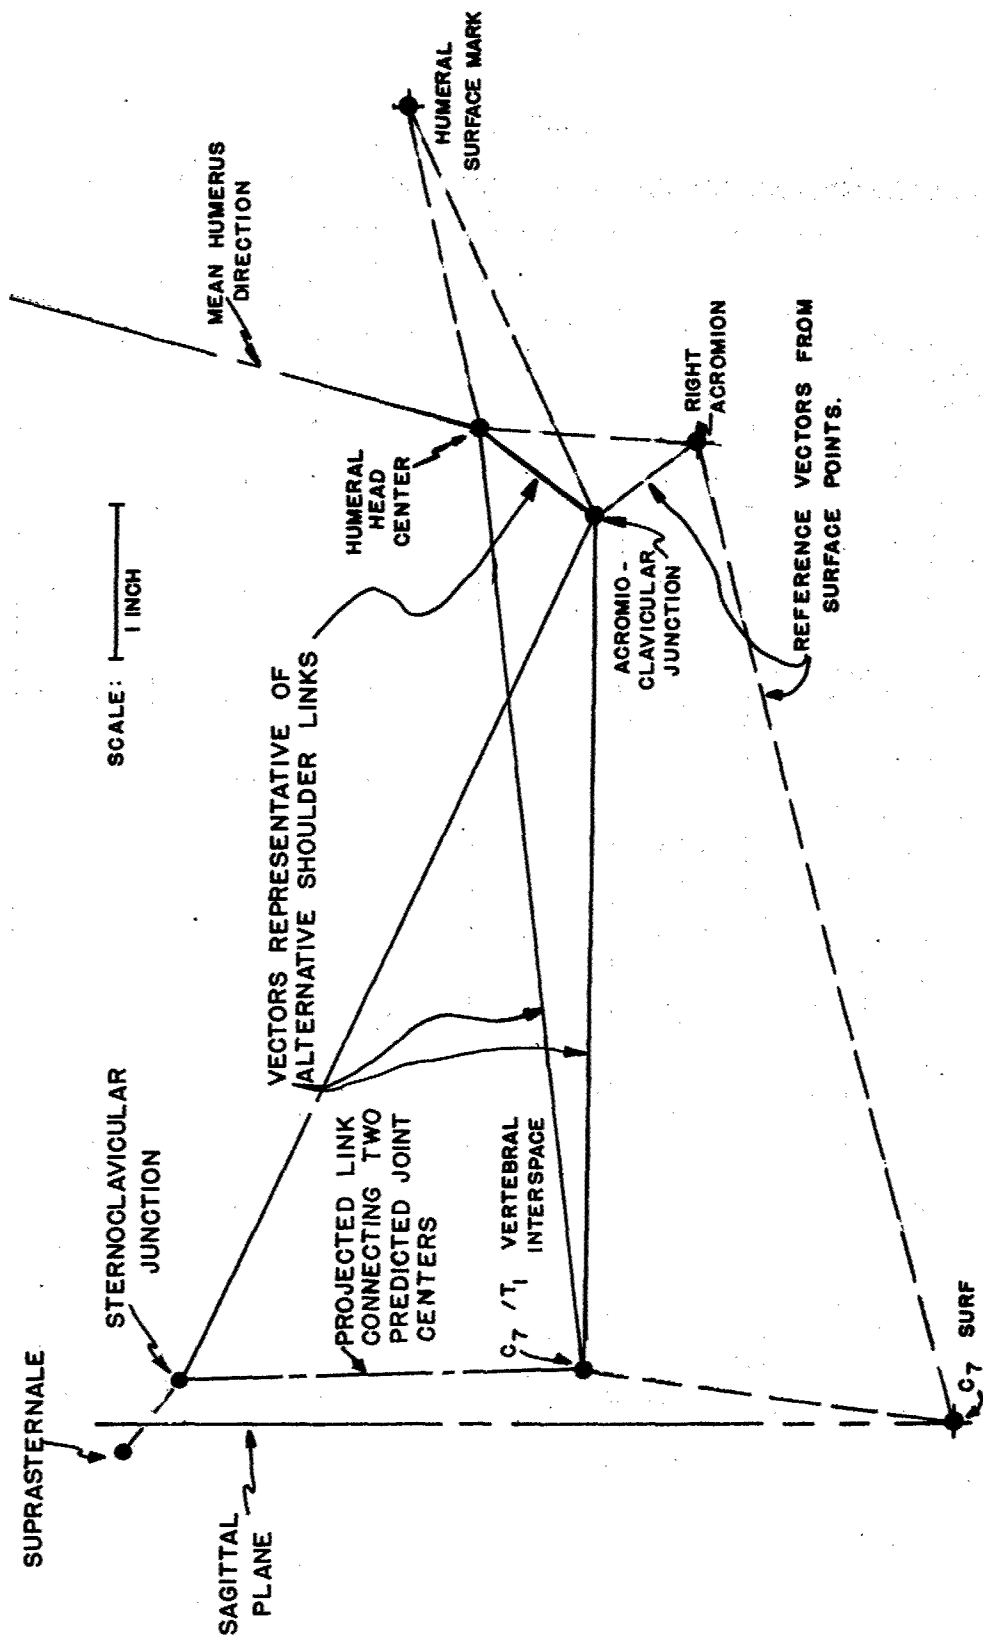 SUPRASTERNALE
STERNOCLAVICULAR
JUNCTION
SAGITTAL
PLANE
PROJECTED LINK
CONNECTING TWO
PREDICTED JOINT
CENTERS
C7 /T1 VERTEBRAL
INTERSPACE
C7 SURF
VECTORS REPRESENTATIVE OF
ALTERNATIVE SHOULDER LINKS
SCALE:
1 INCH
HUMERAL
HEAD
CENTER
ACROMIO-
CLAVICULAR
JUNCTION
REFERENCE VECTORS FROM
SURFACE POINTS.
RIGHT
ACROMION
MEAN HUMERUS
DIRECTION
HUMERAL
SURFACE MARK